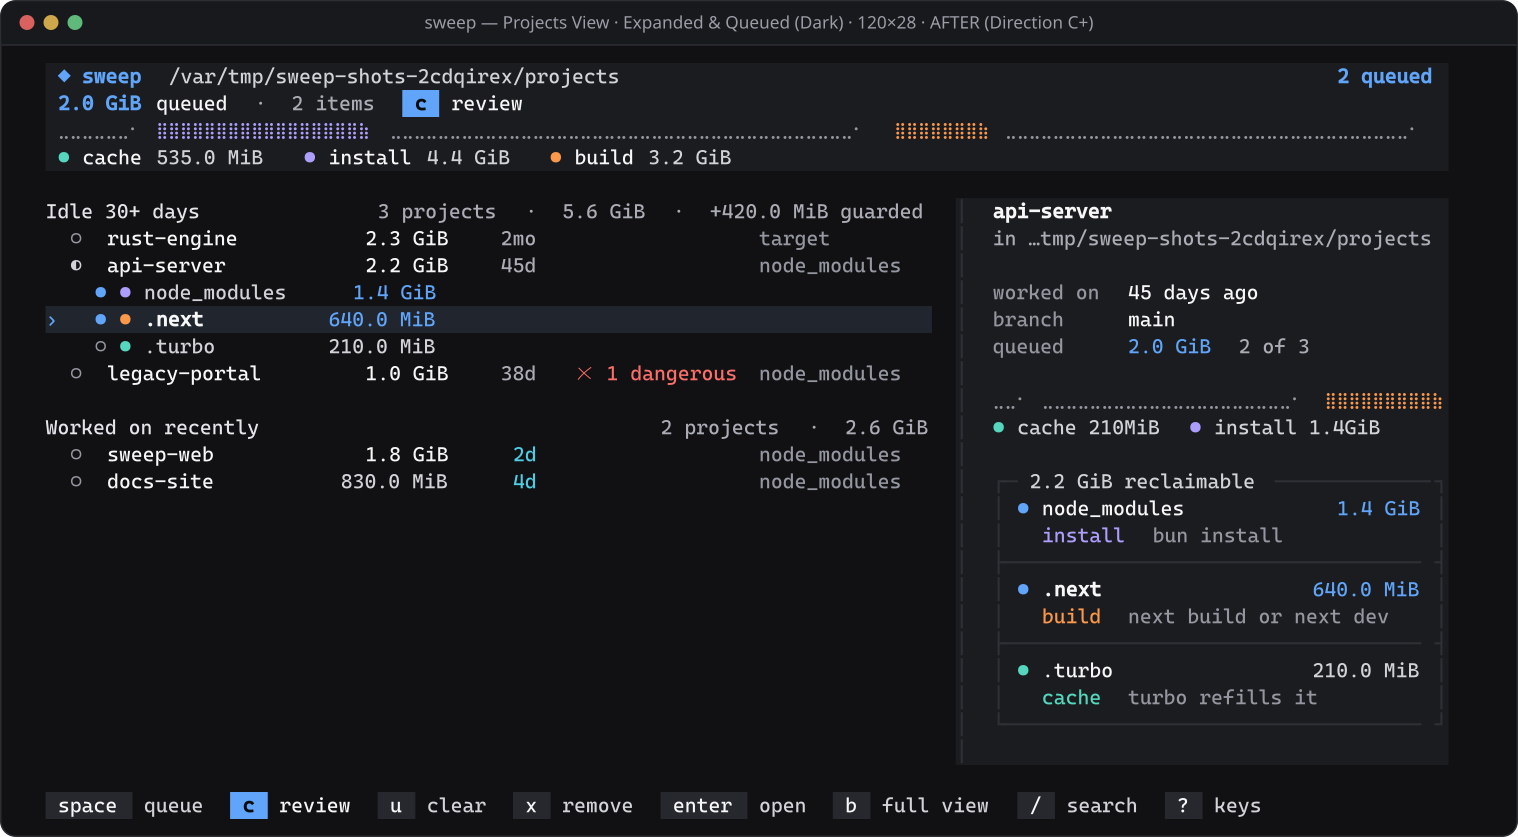 sweep — Projects View · Expanded & Queued (Dark) · 120×28 · AFTER (Direction C+)
◆ sweep /var/tmp/sweep-shots-2cdqirex/projects 2 queued
2.0 GiB queued · 2 items c review
● cache 535.0 MiB ● install 4.4 GiB ● build 3.2 GiB
Idle 30+ days 3 projects · 5.6 GiB · +420.0 MiB guarded
○ rust-engine 2.3 GiB 2mo target
◐ api-server 2.2 GiB 45d node_modules
● ● node_modules 1.4 GiB
› ● ● .next 640.0 MiB
○ ● .turbo 210.0 MiB
○ legacy-portal 1.0 GiB 38d × 1 dangerous node_modules
Worked on recently 2 projects · 2.6 GiB
○ sweep-web 1.8 GiB 2d node_modules
○ docs-site 830.0 MiB 4d node_modules
api-server
in …tmp/sweep-shots-2cdqirex/projects
worked on 45 days ago
branch main
queued 2.0 GiB 2 of 3
● cache 210MiB ● install 1.4GiB
2.2 GiB reclaimable
● node_modules 1.4 GiB
install bun install
● .next 640.0 MiB
build next build or next dev
● .turbo 210.0 MiB
cache turbo refills it
space queue c review u clear x remove enter open b full view / search ? keys